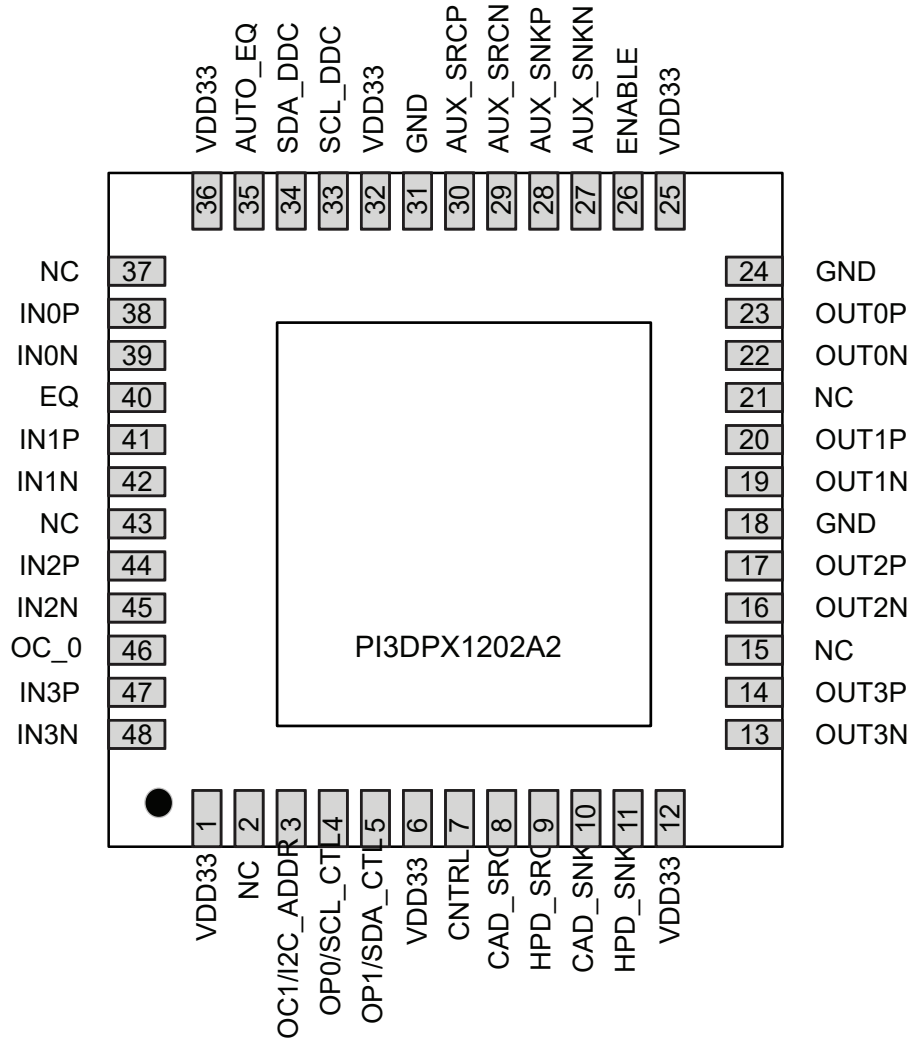 VDD33
AUTO_EQ
SDA_DDC
SCL_DDC
VDD33
GND
AUX_SRCP
AUX_SRCN
AUX_SNKP
AUX_SNKN
ENABLE
VDD33
36
35
34
33
32
31
30
29
28
27
26
25
NC 37
IN0P 38
IN0N 39
EQ 40
IN1P 41
IN1N 42
NC 43
IN2P 44
IN2N 45
OC_0 46
IN3P 47
IN3N 48
24 GND
23 OUT0P
22 OUT0N
21 NC
20 OUT1P
19 OUT1N
18 GND
17 OUT2P
16 OUT2N
15 NC
14 OUT3P
13 OUT3N
PI3DPX1202A2
1
2
3
4
5
6
7
8
9
10
11
12
VDD33
NC
OC1/I2C_ADDR
OP0/SCL_CTL
OP1/SDA_CTL
VDD33
CNTRL
CAD_SRC
HPD_SRC
CAD_SNK
HPD_SNK
VDD33